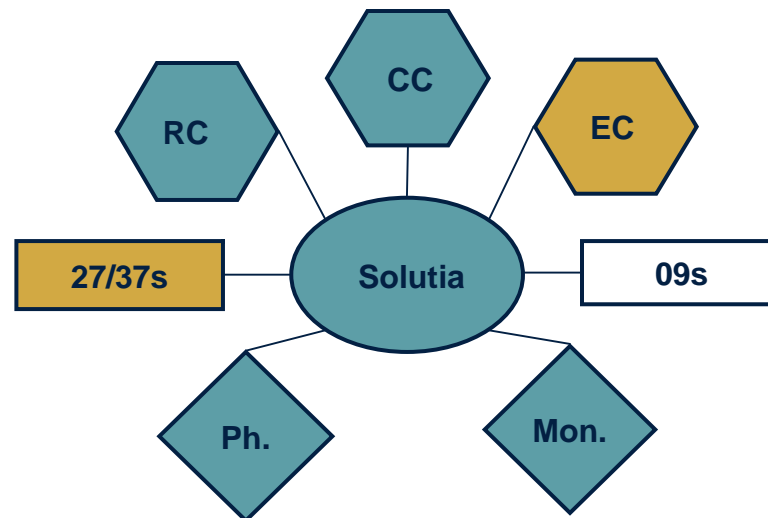 CC
RC
EC
27/37s
Solutia
09s
Ph.
Mon.